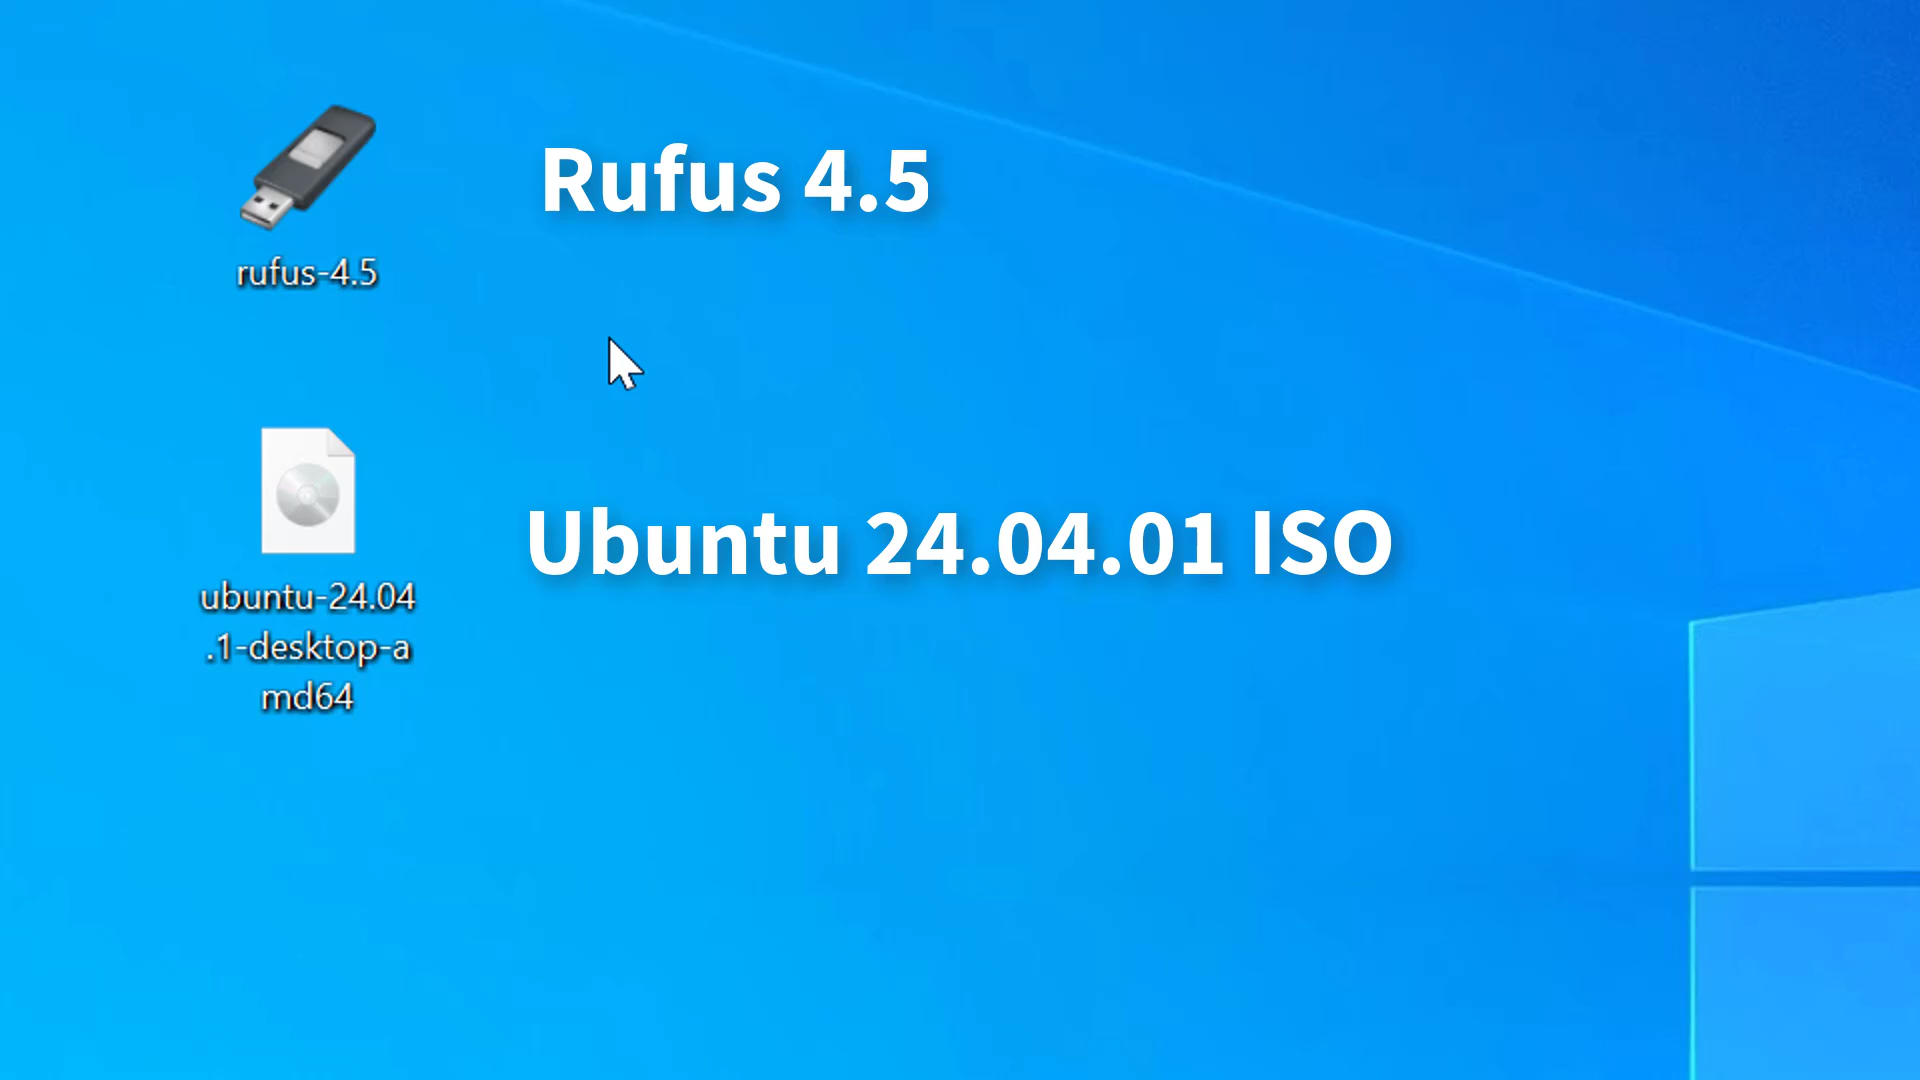 Rufus 4.5
rufus-4.5
Ubuntu 24.04.01 ISO
ubuntu-24.04
.1-desktop-a
md64